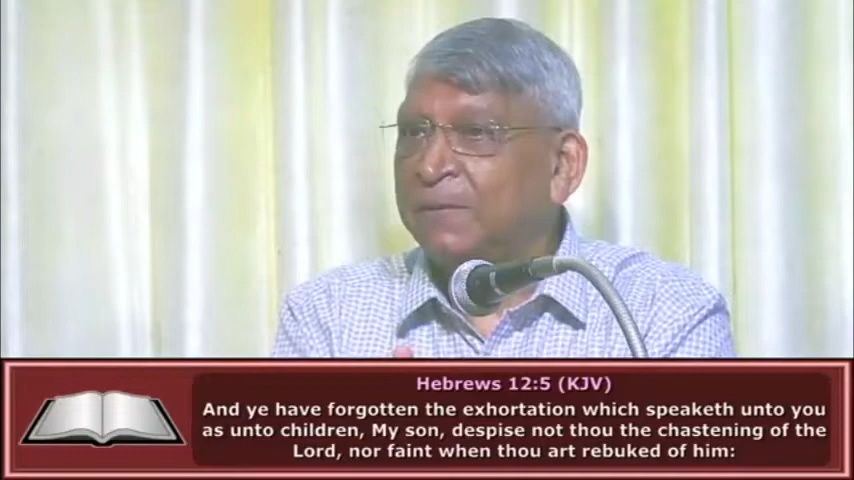 Hebrews 12:5 (KJV)
And ye have forgotten the exhortation which speaketh unto you
as unto children, My son, despise not thou the chastening of the
Lord, nor faint when thou art rebuked of him: